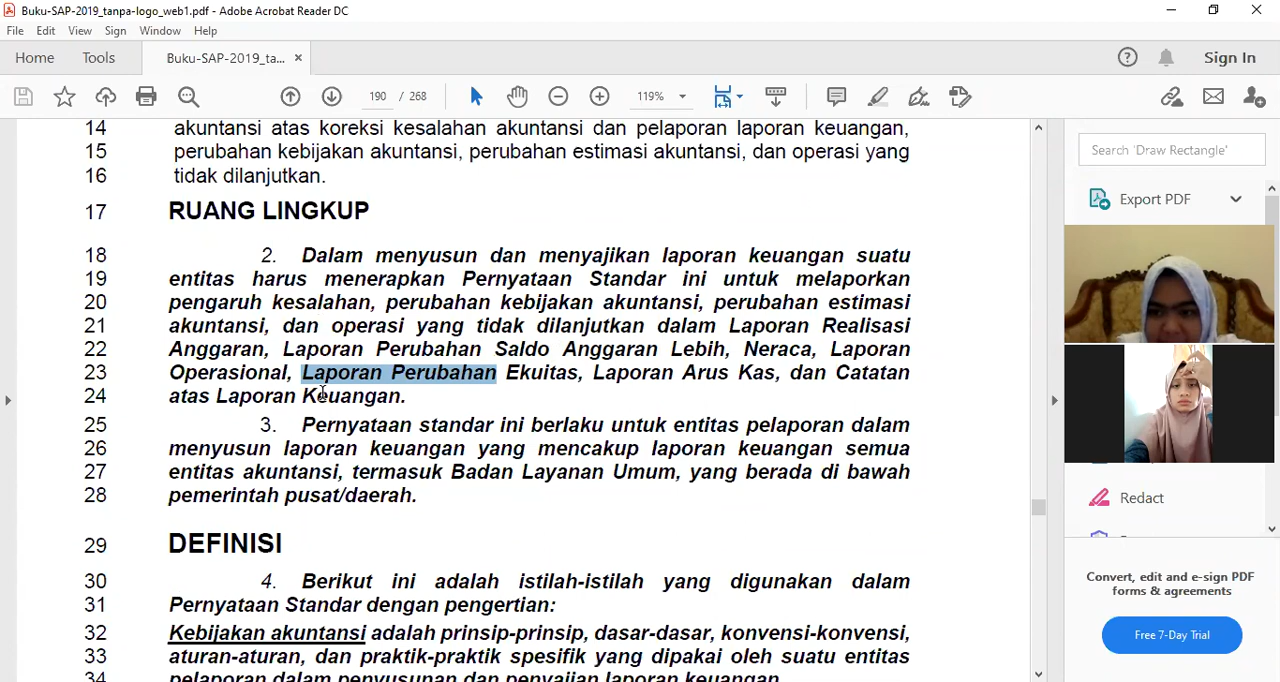 Buku-SAP-2019_tanpa-logo_web1.pdf - Adobe Acrobat Reader DC
File Edit View Sign Window Help
Home Tools Buku-SAP-2019_ta... × Sign In
190 / 268 119%
14 akuntansi atas koreksi kesalahan akuntansi dan pelaporan laporan keuangan,
15 perubahan kebijakan akuntansi, perubahan estimasi akuntansi, dan operasi yang
16 tidak dilanjutkan.
17 RUANG LINGKUP
18 2. Dalam menyusun dan menyajikan laporan keuangan suatu
19 entitas harus menerapkan Pernyataan Standar ini untuk melaporkan
20 pengaruh kesalahan, perubahan kebijakan akuntansi, perubahan estimasi
21 akuntansi, dan operasi yang tidak dilanjutkan dalam Laporan Realisasi
22 Anggaran, Laporan Perubahan Saldo Anggaran Lebih, Neraca, Laporan
23 Operasional, Laporan Perubahan Ekuitas, Laporan Arus Kas, dan Catatan
24 atas Laporan Keuangan.
25 3. Pernyataan standar ini berlaku untuk entitas pelaporan dalam
26 menyusun laporan keuangan yang mencakup laporan keuangan semua
27 entitas akuntansi, termasuk Badan Layanan Umum, yang berada di bawah
28 pemerintah pusat/daerah.
29 DEFINISI
30 4. Berikut ini adalah istilah-istilah yang digunakan dalam
31 Pernyataan Standar dengan pengertian:
32 Kebijakan akuntansi adalah prinsip-prinsip, dasar-dasar, konvensi-konvensi,
33 aturan-aturan, dan praktik-praktik spesifik yang dipakai oleh suatu entitas
34 pelaporan dalam penyusunan dan penyajian laporan keuangan.
Search 'Draw Rectangle'
Export PDF
Redact
Convert, edit and e-sign PDF
forms & agreements
Free 7-Day Trial